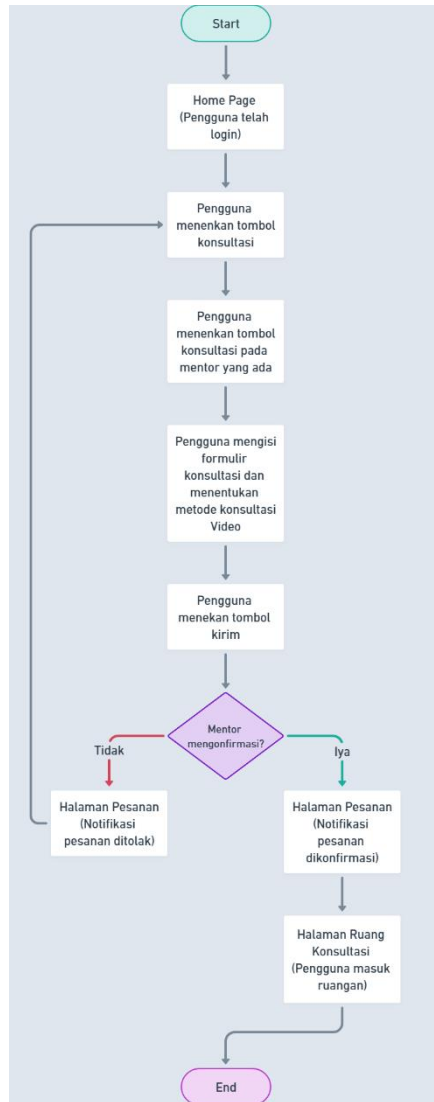 Start
Home Page
(Pengguna telah
login)
Pengguna
menenkan tombol
konsultasi
Pengguna
menenkan tombol
konsultasi pada
mentor yang ada
Pengguna mengisi
formulir
konsultasi dan
menentukan
metode konsultasi
Video
Pengguna
menekan tombol
kirim
Mentor
mengonfirmasi?
Tidak
Iya
Halaman Pesanan
(Notifikasi
pesanan ditolak)
Halaman Pesanan
(Notifikasi
pesanan
dikonfirmasi)
Halaman Ruang
Konsultasi
(Pengguna masuk
ruangan)
End